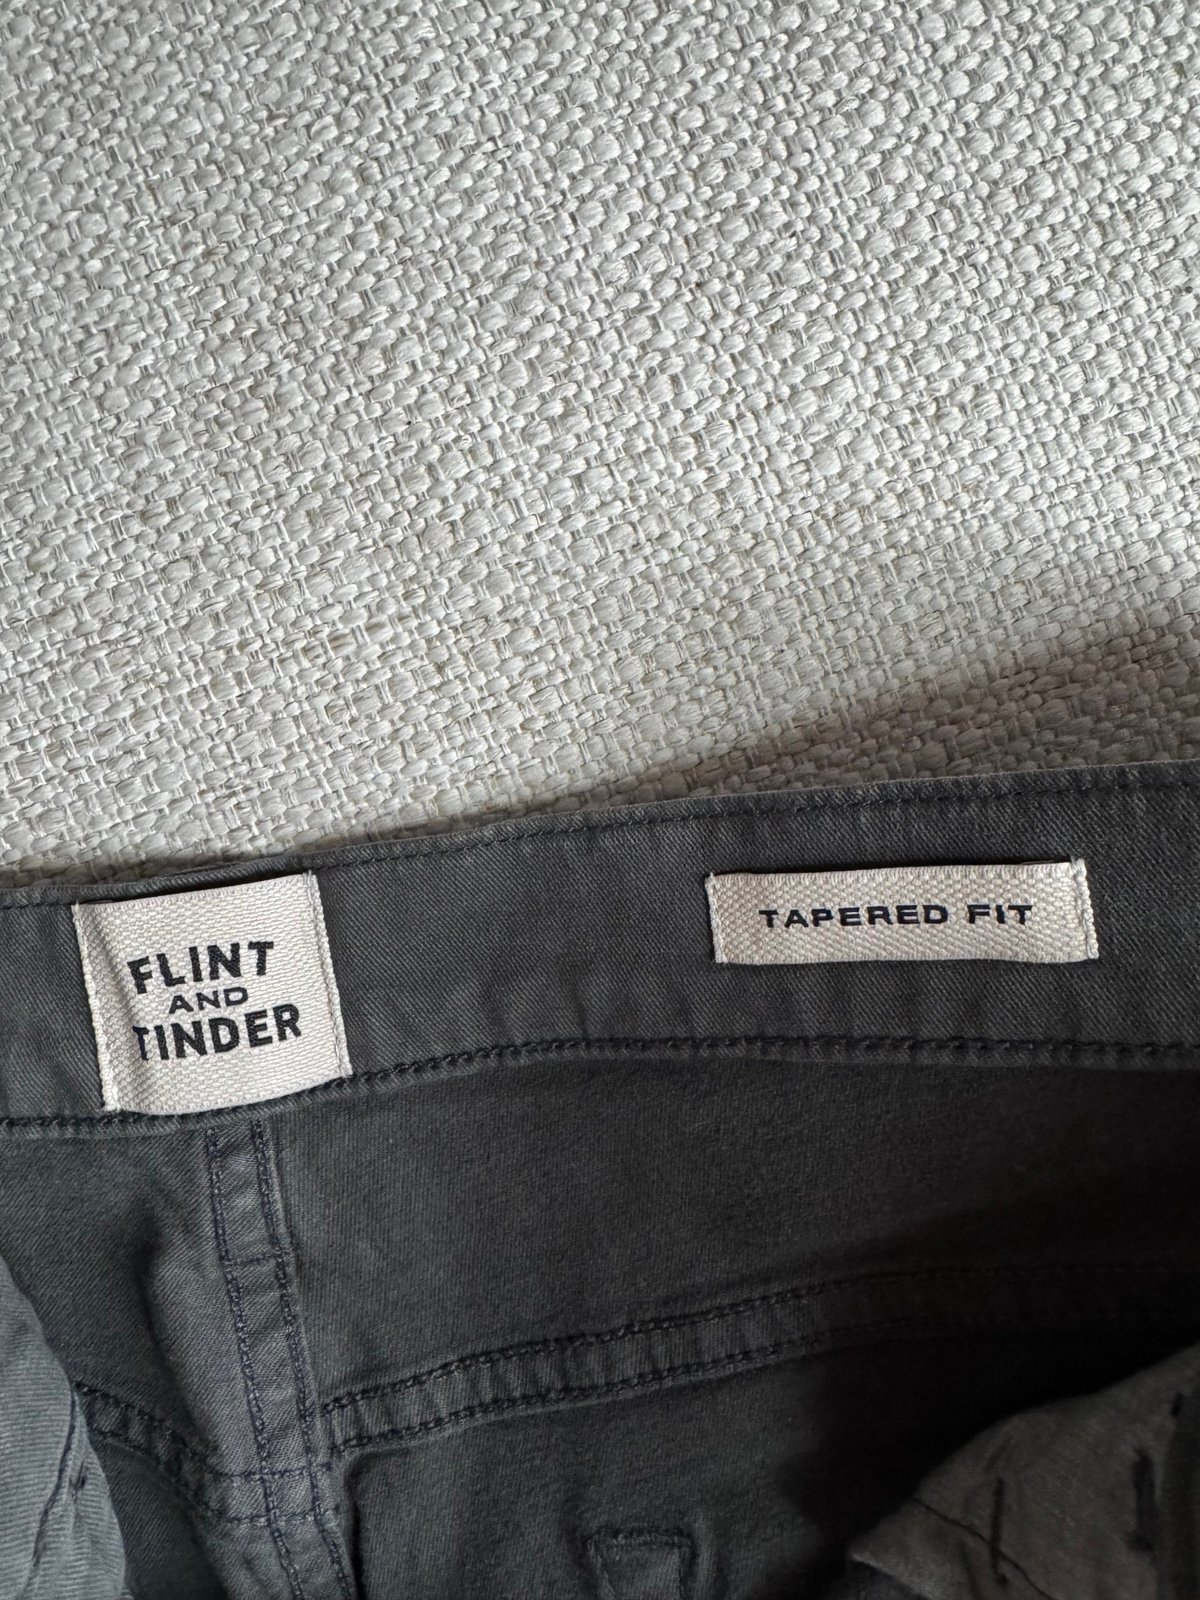 FLINT
AND
TINDER
TAPERED FIT